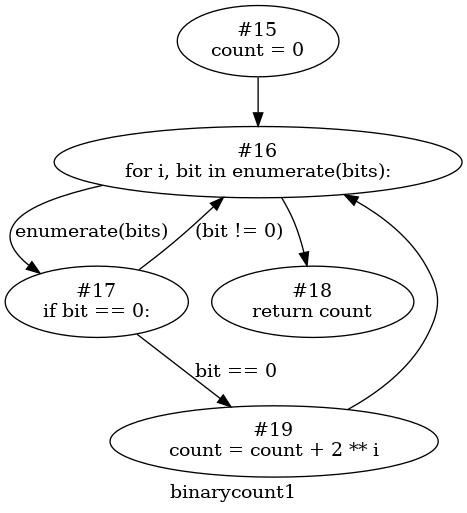 #15
count = 0
#16
for i, bit in enumerate(bits):
enumerate(bits)
(bit != 0)
#17
if bit == 0:
#18
return count
bit == 0
#19
count = count + 2 ** i
binarycount1